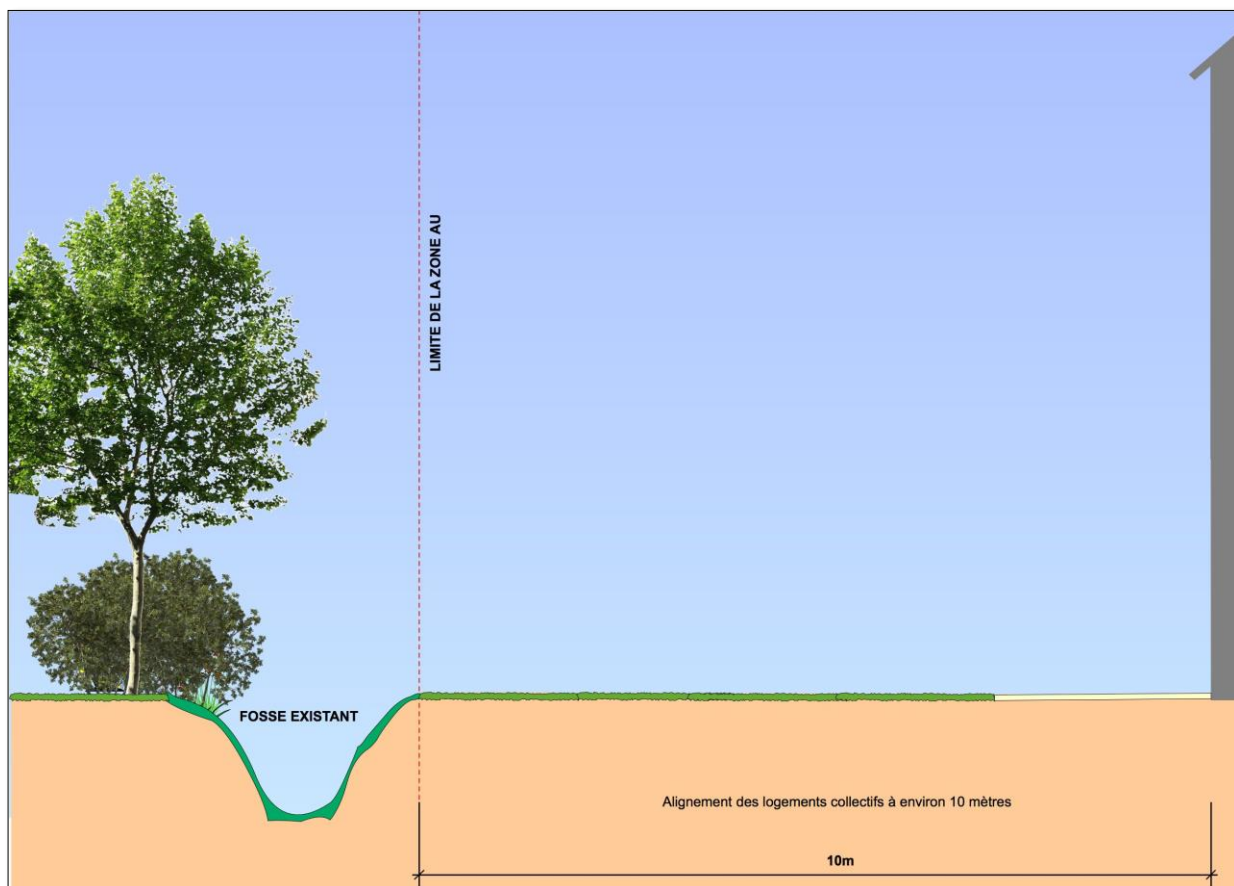 LIMITE DE LA ZONE AU
FOSSE EXISTANT
Alignement des logements collectifs à environ 10 mètres
10m